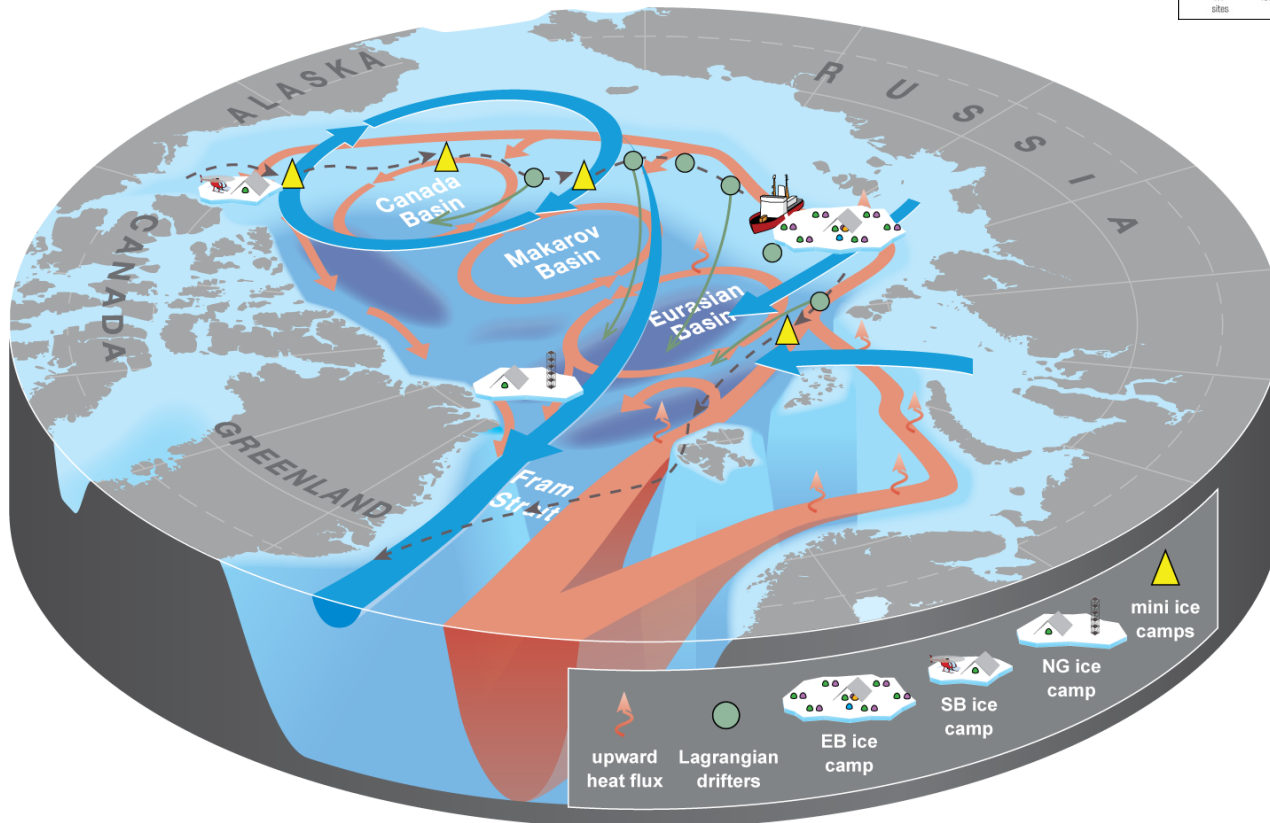 sites
ALASKA
RUSSIA
CANADA
Canada
Basin
Makarov
Basin
Eurasian
Basin
GREENLAND
Fram
Strait
upward
heat flux
Lagrangian
drifters
EB ice
camp
SB ice
camp
NG ice
camp
mini ice
camps